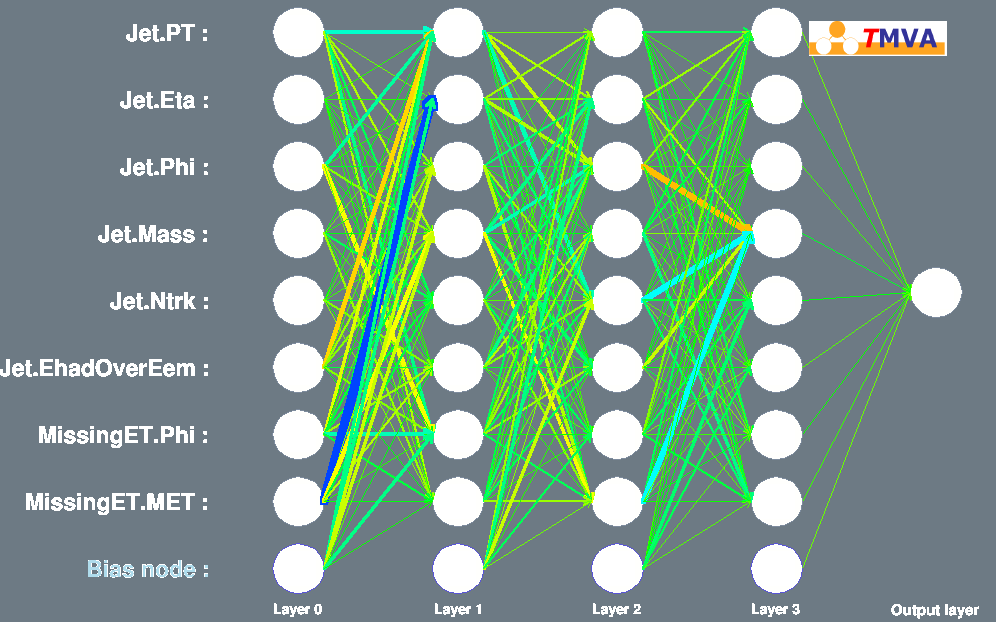 Jet.PT :
TMVA
Jet.Eta :
Jet.Phi :
Jet.Mass :
Jet.Ntrk :
Jet.EhadOverEem :
MissingET.Phi :
MissingET.MET :
Bias node :
Layer 0 Layer 1 Layer 2 Layer 3 Output layer